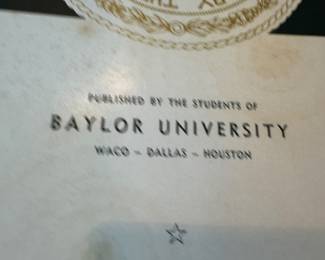 PUBLISHED BY THE STUDENTS OF
BAYLOR UNIVERSITY
WACO – DALLAS – HOUSTON